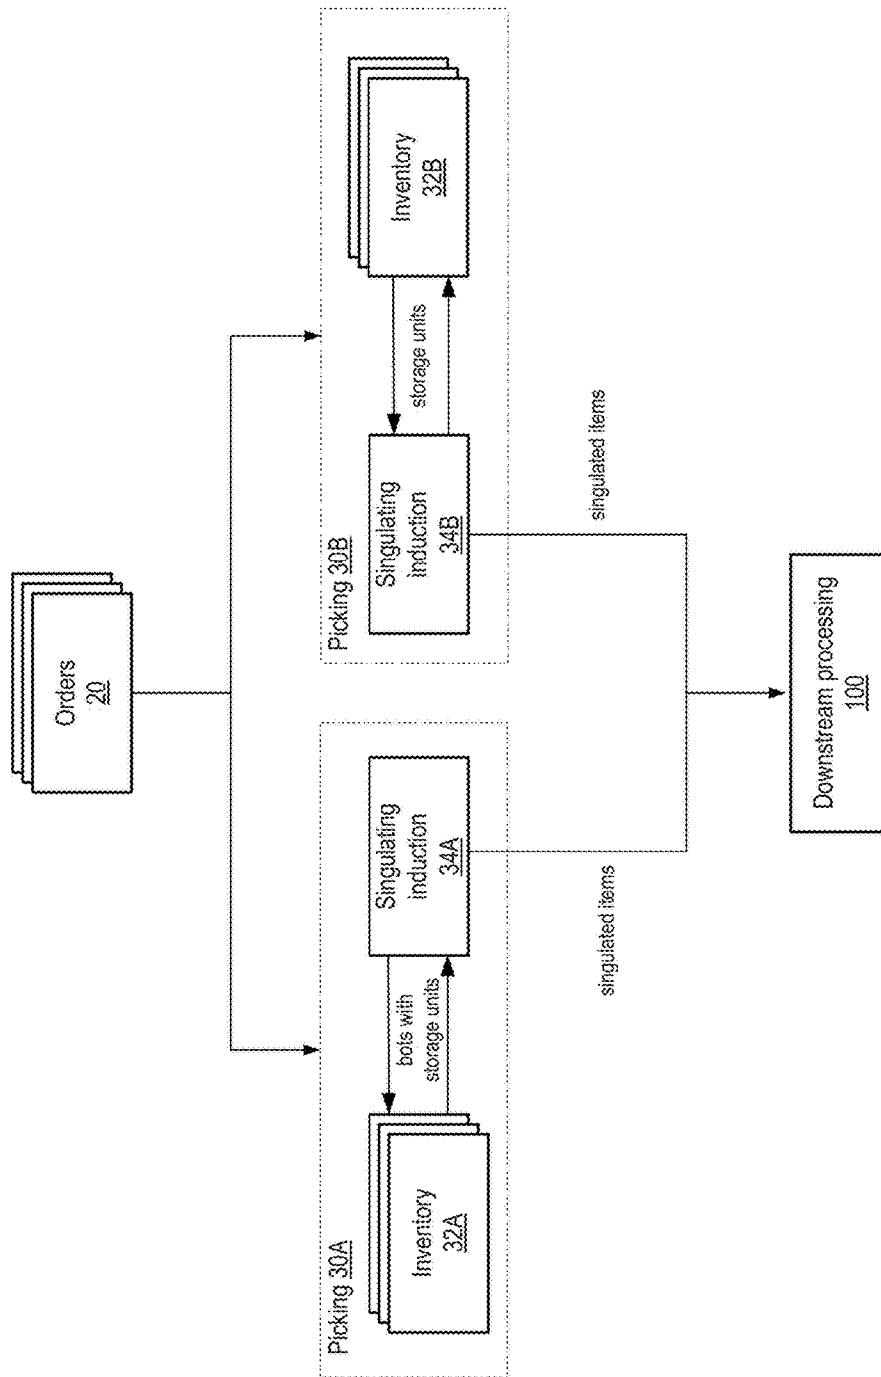 Orders
20
Picking 30A
Inventory
32A
bots with
storage units
Singulating
induction
34A
Picking 30B
Singulating
induction
34B
storage units
Inventory
32B
singulated items
singulated items
Downstream processing
100